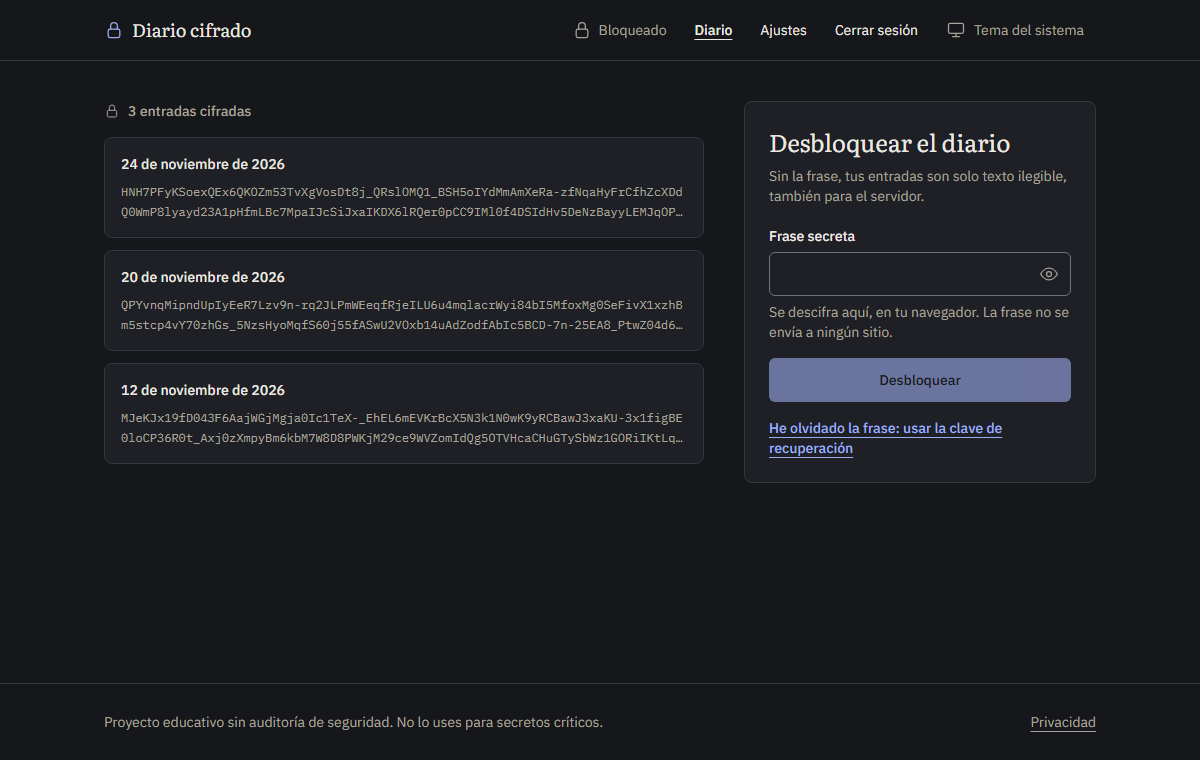 Diario cifrado
Bloqueado
Diario
Ajustes
Cerrar sesión
Tema del sistema
3 entradas cifradas
24 de noviembre de 2026
HNH7PFyKSoexQEx6QKOZm53TvXgVosDt8j_QRslOMQ1_BSH5oIYdMmAmXeRa-zfNqaHyFrCfhZcXDd
Q0WmP8lyayd23A1pHfmLBc7MpaIJcSiJxaIKDX6lRQer0pCC9IMl0f4DSIdHv5DeNzBayyLEMJqOP…
20 de noviembre de 2026
QPYvnqMipndUpIyEeR7Lzv9n-rq2JLPmWEeqfRjeILU6u4mqlacrWyi84bI5MfoxMg0SeFivX1xzhB
m5stcp4vY70zhGs_5NzsHyoMqfS60j55fASwU2VOxb14uAdZodfAbIc5BCD-7n-25EA8_PtwZ04d6…
12 de noviembre de 2026
MJeKJx19fD043F6AajWGjMgja0Ic1TeX-_EhEL6mEVKrBcX5N3k1N0wK9yRCBawJ3xaKU-3x1figBE
0loCP36R0t_Axj0zXmpyBm6kbM7W8D8PWKjM29ce9WVZomIdQg5OTVHcaCHuGTySbWz1GORiIKtLq…
Desbloquear el diario
Sin la frase, tus entradas son solo texto ilegible,
también para el servidor.
Frase secreta
Se descifra aquí, en tu navegador. La frase no se
envía a ningún sitio.
Desbloquear
He olvidado la frase: usar la clave de
recuperación
Proyecto educativo sin auditoría de seguridad. No lo uses para secretos críticos.
Privacidad